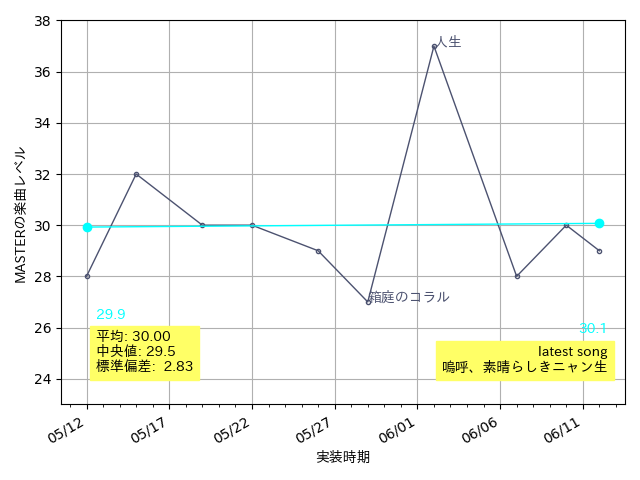 38
36
34
32
30
28
26
24
MASTERの楽曲レベル
人生
箱庭のコラル
29.9
30.1
平均: 30.00
中央値: 29.5
標準偏差: 2.83
latest song
嗚呼、素晴らしきニャン生
05/12
05/17
05/22
05/27
06/01
06/06
06/11
実装時期